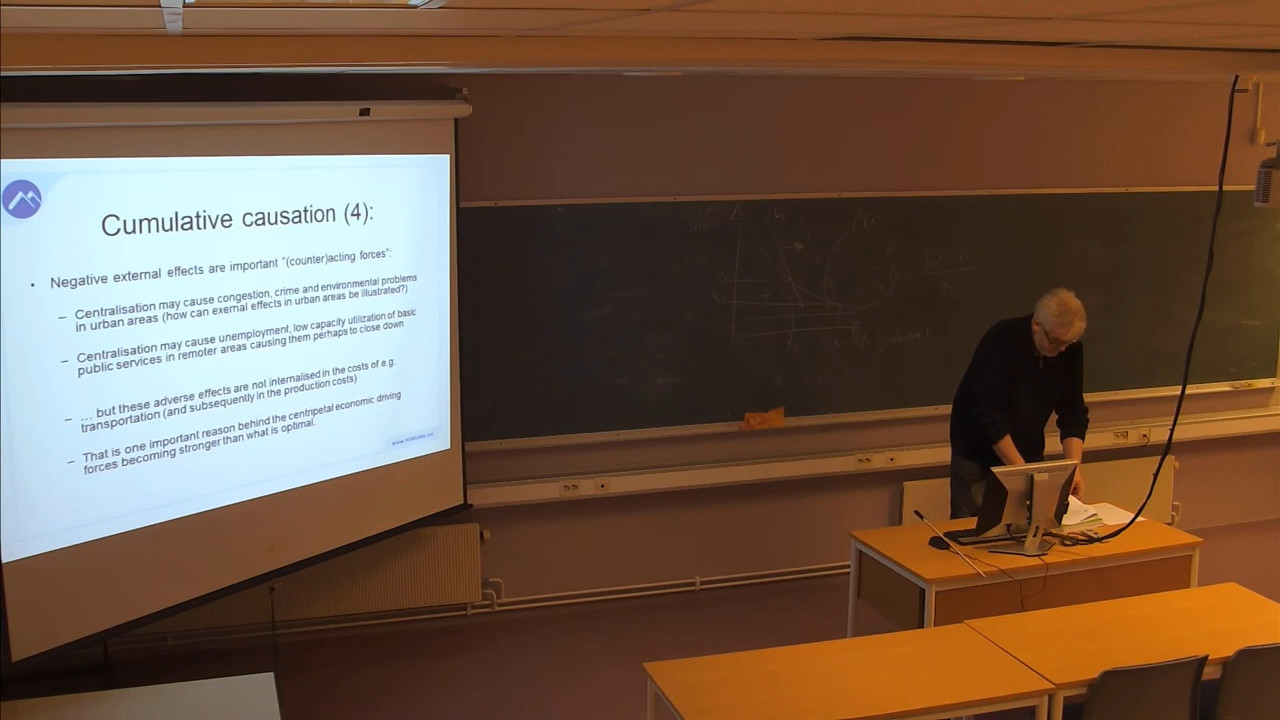 Cumulative causation (4):
• Negative external effects are important "(counter)acting forces":
– Centralisation may cause congestion, crime and environmental problems
in urban areas (how can exernal effects in urban areas be illustrated?)
– Centralisation may cause unemployment, low capacity utilization of basic
public services in remoter areas causing them perhaps to close down
– ... but these adverse effects are not internalised in the costs of e.g.
transportation (and subsequently in the production costs)
– That is one important reason behind the centripetal economic driving
forces becoming stronger than what is optimal.